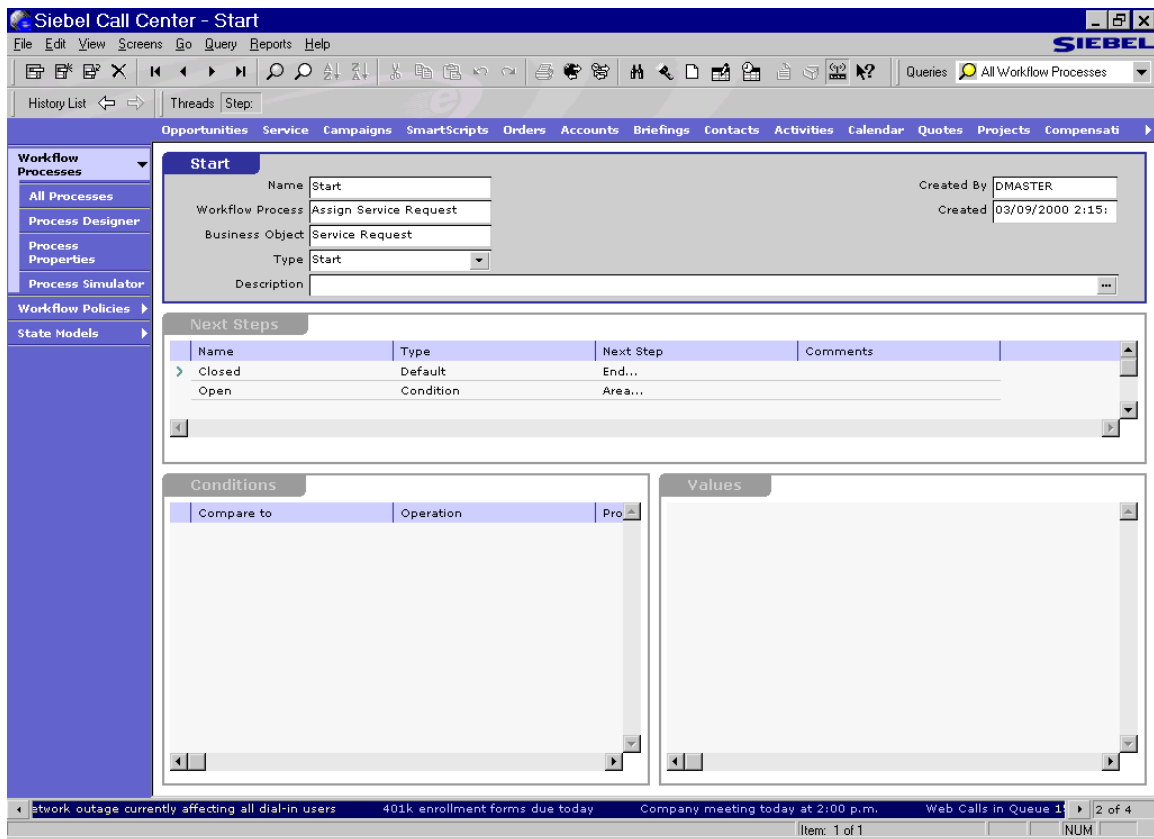 Siebel Call Center - Start
File Edit View Screens Go Query Reports Help
SIEBEL
Queries All Workflow Processes
History List Threads Step:
Opportunities Service Campaigns SmartScripts Orders Accounts Briefings Contacts Activities Calendar Quotes Projects Compensati
Workflow
Processes
All Processes
Process Designer
Process
Properties
Process Simulator
Workflow Policies
State Models
Start
Name Start
Workflow Process Assign Service Request
Business Object Service Request
Type Start
Description
Created By DMASTER
Created 03/09/2000 2:15:
Next Steps
Name Type Next Step Comments
Closed Default End...
Open Condition Area...
Conditions
Compare to Operation Pro
Values
etwork outage currently affecting all dial-in users 401k enrollment forms due today Company meeting today at 2:00 p.m. Web Calls in Queue 2 of 4
Item: 1 of 1 NUM